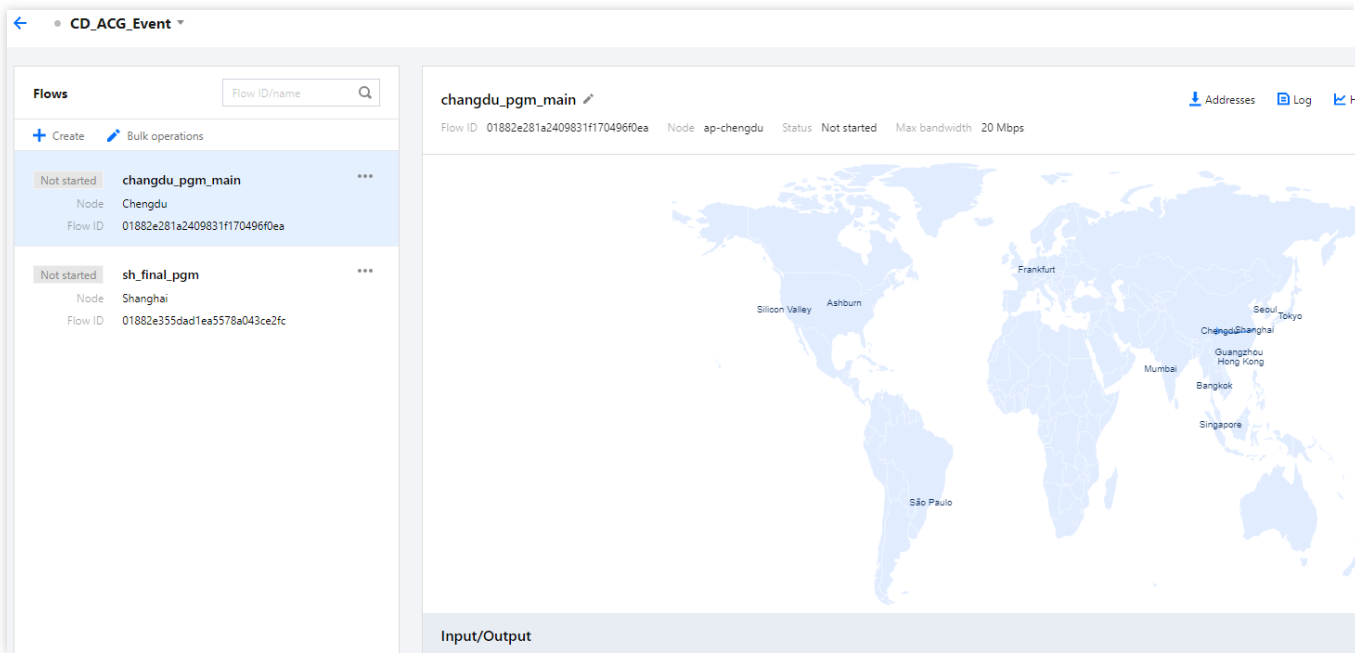 CD_ACG_Event
Flows
Flow ID/name
Create
Bulk operations
Not started changdu_pgm_main
Node Chengdu
Flow ID 01882e281a2409831f170496f0ea
Not started sh_final_pgm
Node Shanghai
Flow ID 01882e355dad1ea5578a043ce2fc
changdu_pgm_main
Addresses
Log
H
Flow ID 01882e281a2409831f170496f0ea Node ap-chengdu Status Not started Max bandwidth 20 Mbps
Frankfurt
Silicon Valley
Ashburn
Seoul
Tokyo
Chengdu
Shanghai
Guangzhou
Hong Kong
Mumbai
Bangkok
Singapore
São Paulo
Input/Output